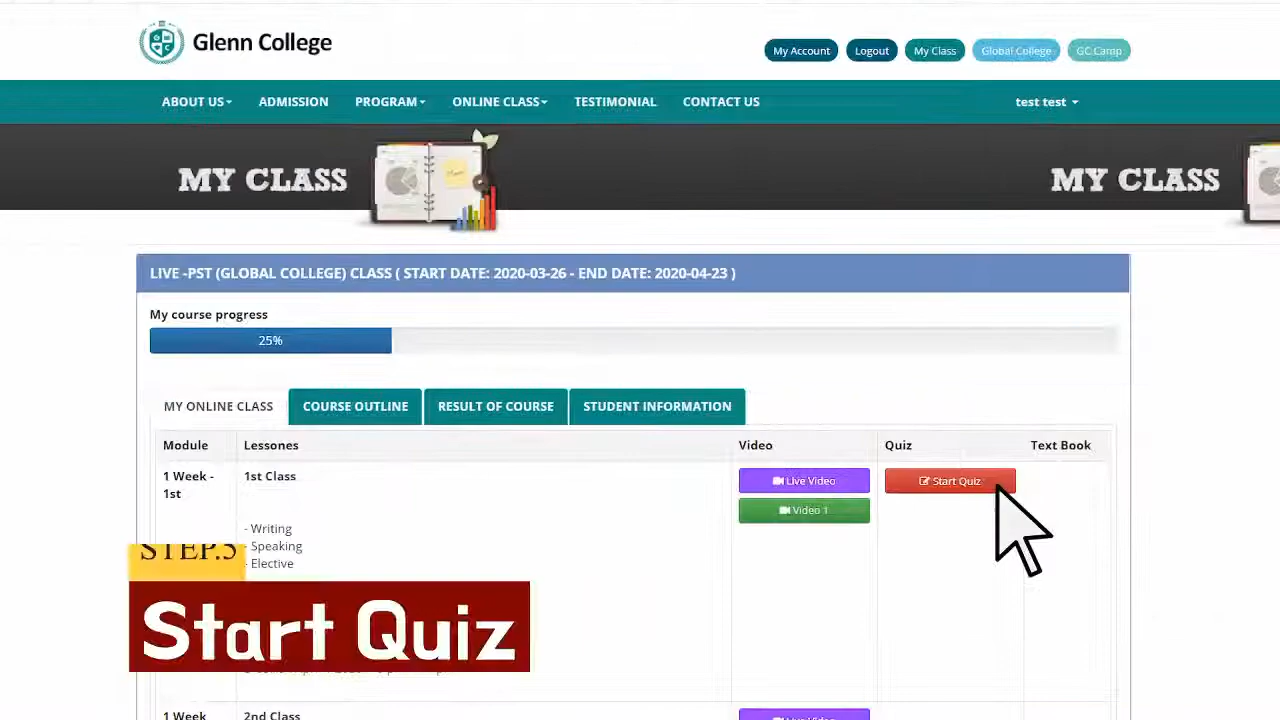 Glenn College
My Account
Logout
My Class
Global College
GC Camp
ABOUT US
ADMISSION
PROGRAM
ONLINE CLASS
TESTIMONIAL
CONTACT US
test test
MY CLASS
MY CLASS
LIVE -PST (GLOBAL COLLEGE) CLASS ( START DATE: 2020-03-26 - END DATE: 2020-04-23 )
My course progress
25%
MY ONLINE CLASS
COURSE OUTLINE
RESULT OF COURSE
STUDENT INFORMATION
Module
Lessones
Video
Quiz
Text Book
1 Week -
1st
1st Class
Live Video
Start Quiz
Video 1
- Writing
- Speaking
- Elective
STEP.5
Start Quiz
1 Week
2nd Class
Live Video